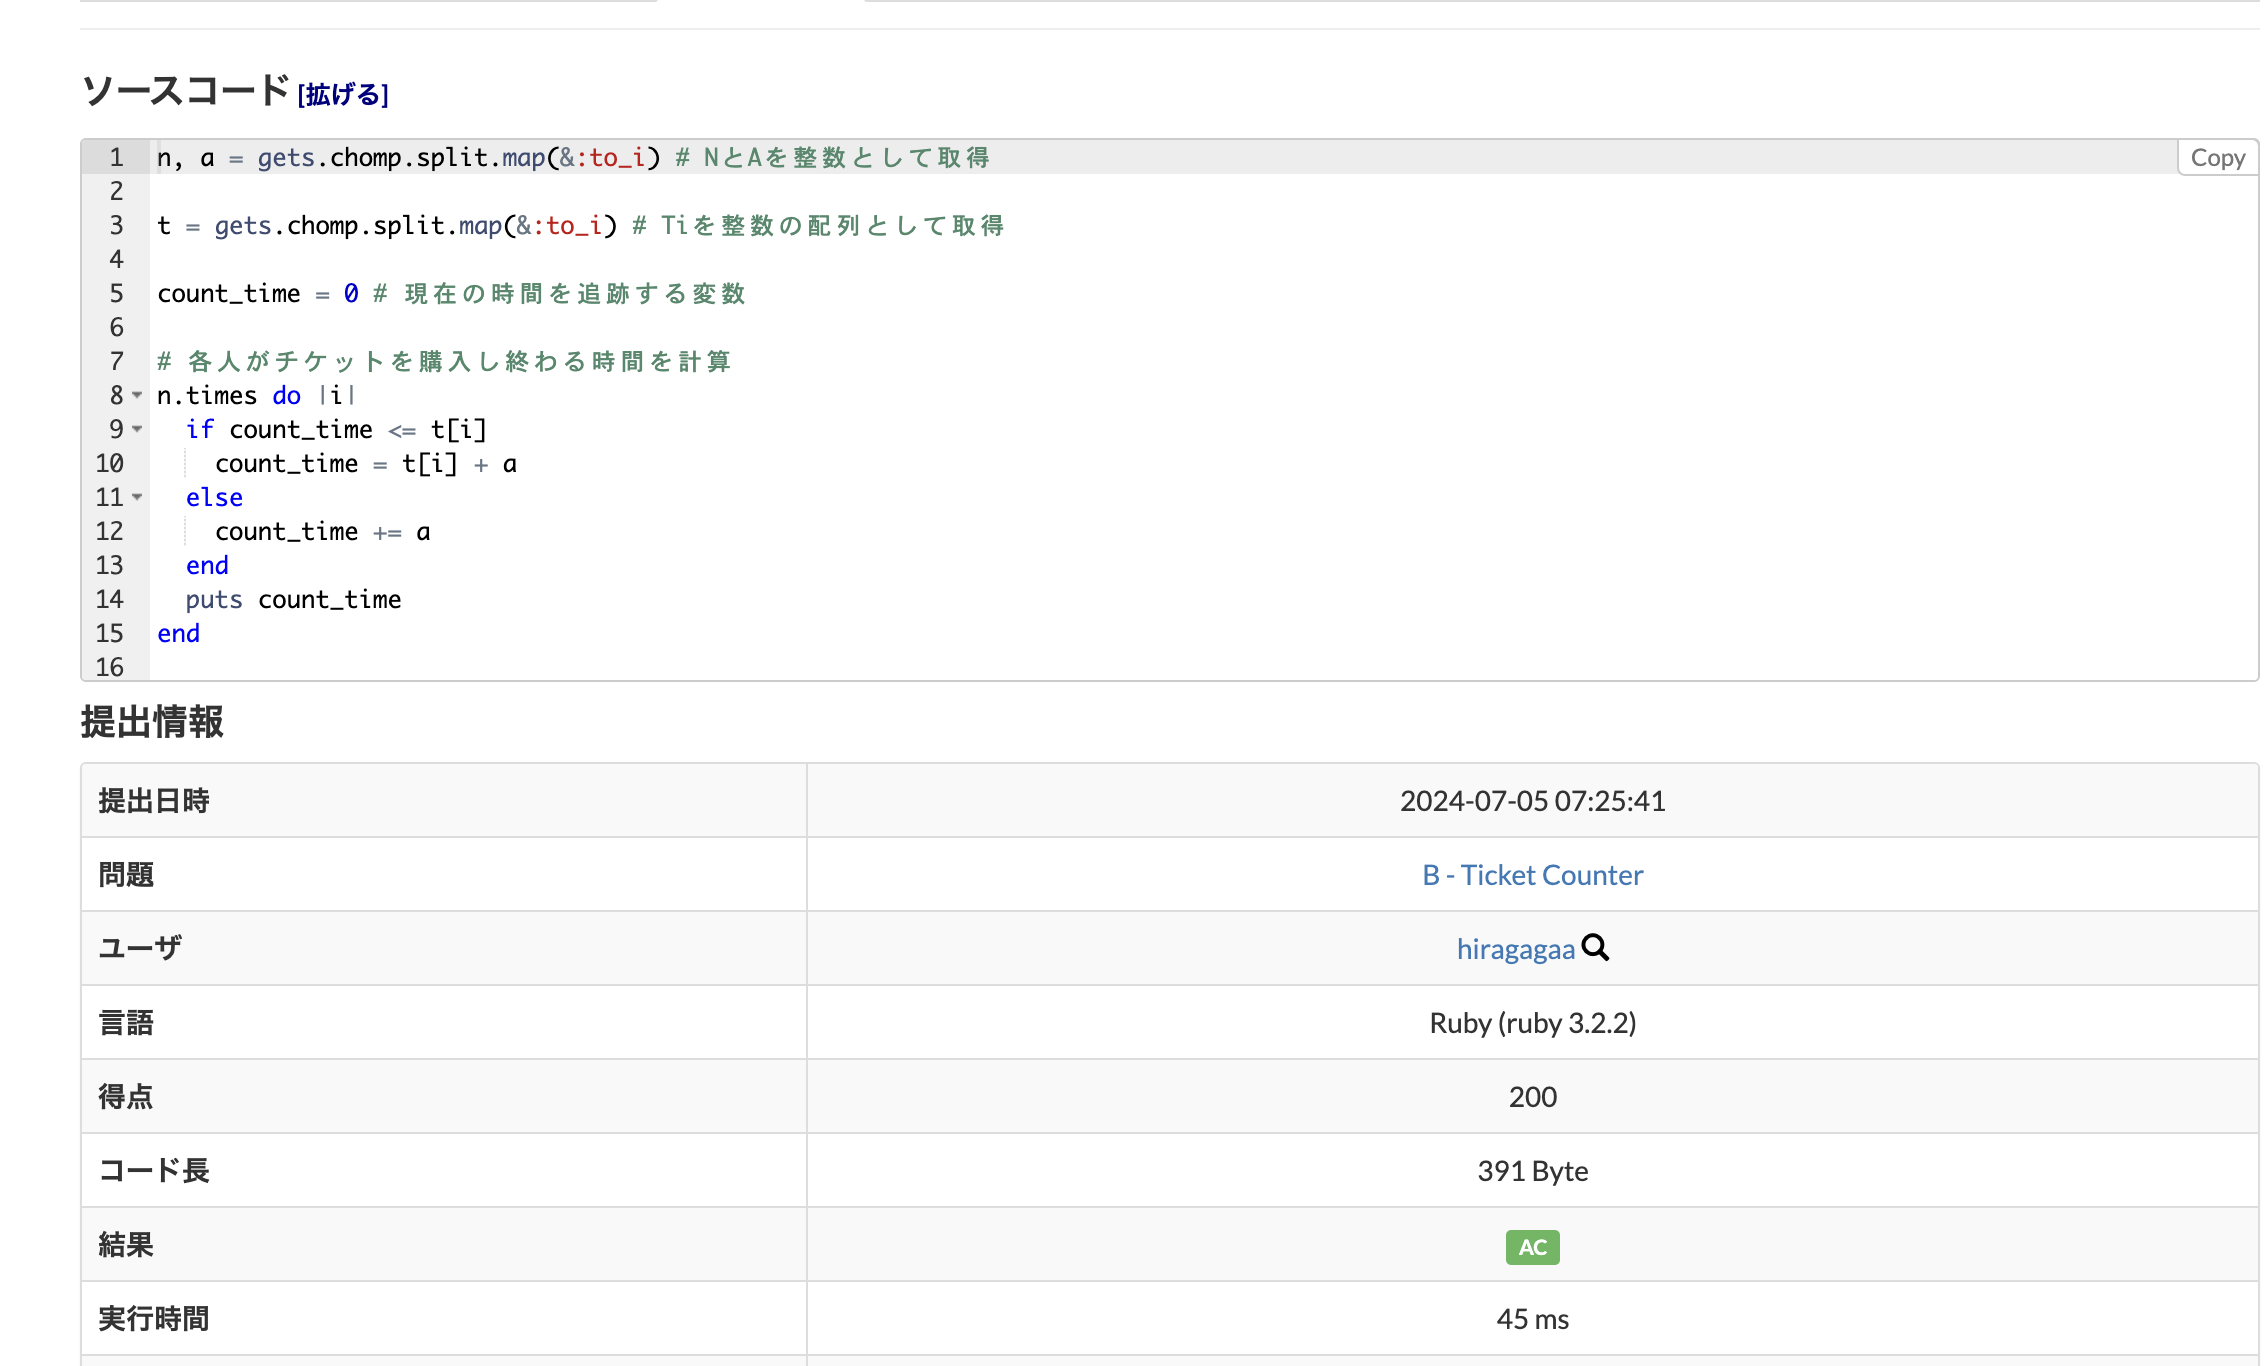 ソースコード [拡げる]
Copy
1 n, a = gets.chomp.split.map(&:to_i) # NとAを整数として取得
2
3 t = gets.chomp.split.map(&:to_i) # Tiを整数の配列として取得
4
5 count_time = 0 # 現在の時間を追跡する変数
6
7 # 各人がチケットを購入し終わる時間を計算
8 n.times do |i|
9   if count_time <= t[i]
10     count_time = t[i] + a
11   else
12     count_time += a
13   end
14   puts count_time
15 end
16
提出情報
提出日時 2024-07-05 07:25:41
問題 B - Ticket Counter
ユーザ hiragagaa
言語 Ruby (ruby 3.2.2)
得点 200
コード長 391 Byte
結果 AC
実行時間 45 ms